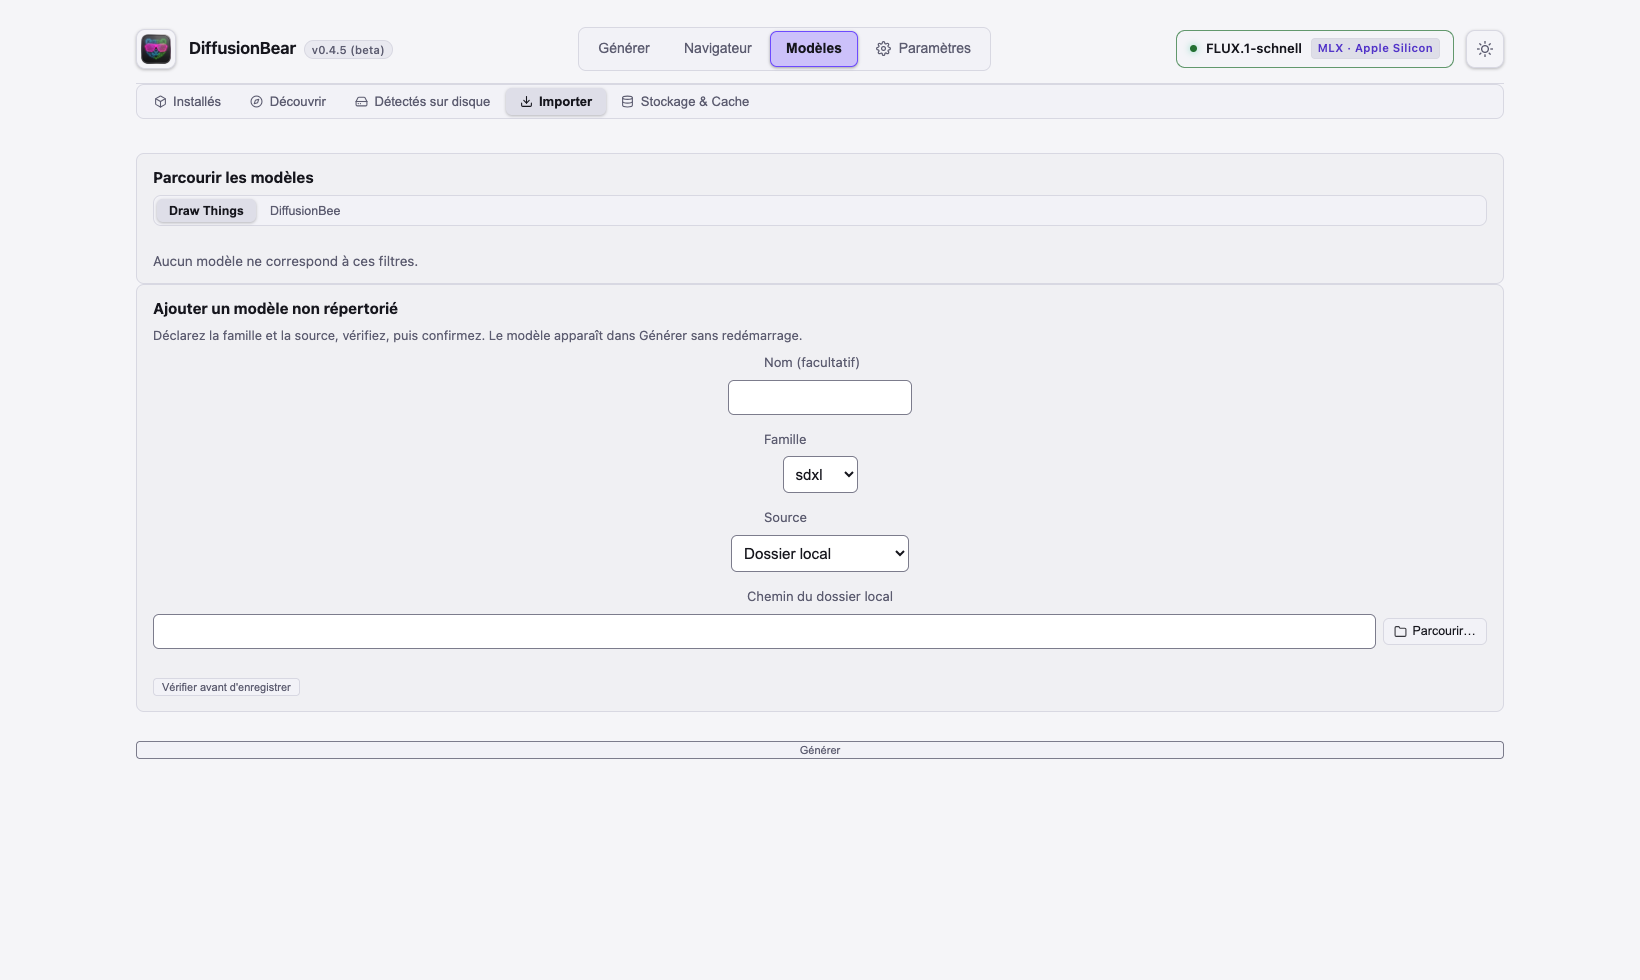 DiffusionBear v0.4.5 (beta)
Générer Navigateur Modèles Paramètres
FLUX.1-schnell MLX · Apple Silicon
Installés Découvrir Détectés sur disque Importer Stockage & Cache
Parcourir les modèles
Draw Things DiffusionBee
Aucun modèle ne correspond à ces filtres.
Ajouter un modèle non répertorié
Déclarez la famille et la source, vérifiez, puis confirmez. Le modèle apparaît dans Générer sans redémarrage.
Nom (facultatif)
Famille
sdxl
Source
Dossier local
Chemin du dossier local
Parcourir…
Vérifier avant d'enregistrer
Générer